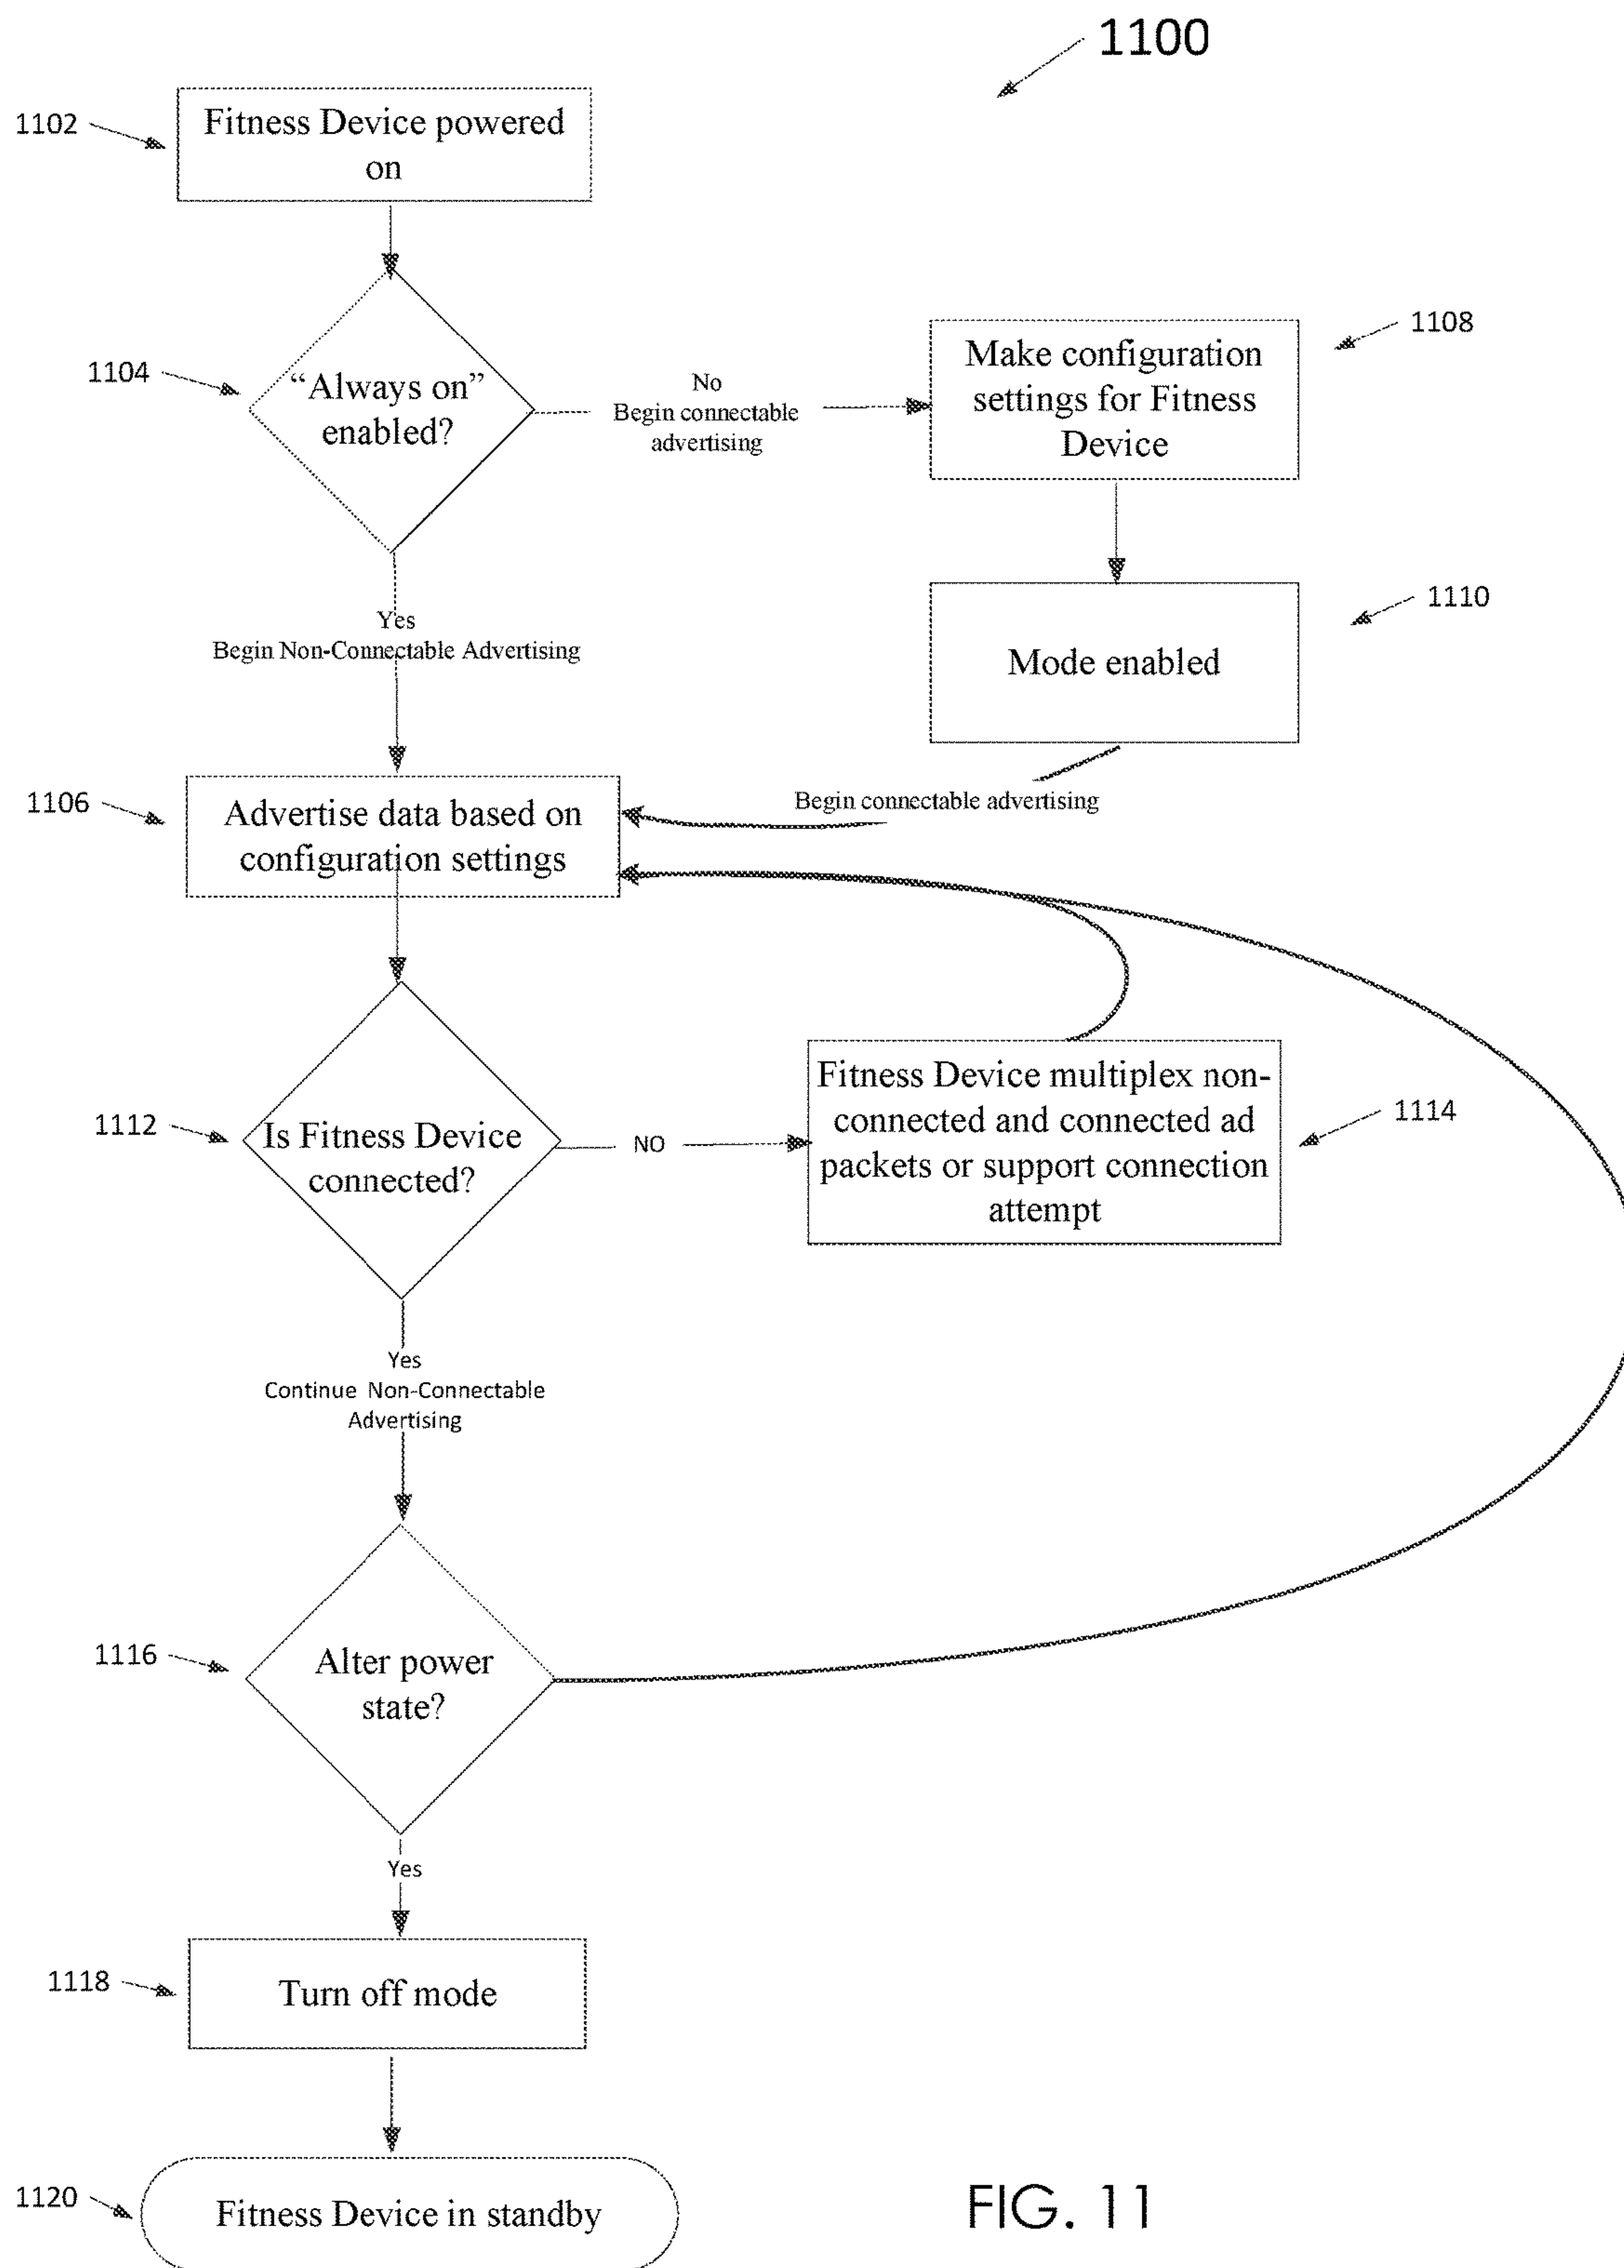 1100
1102
Fitness Device powered
on
1104
“Always on”
enabled?
No
Begin connectable
advertising
1108
Make configuration
settings for Fitness
Device
1110
Mode enabled
Yes
Begin Non-Connectable Advertising
1106
Advertise data based on
configuration settings
Begin connectable advertising
1112
Is Fitness Device
connected?
NO
Fitness Device multiplex non-
connected and connected ad
packets or support connection
attempt
1114
Yes
Continue Non-Connectable
Advertising
1116
Alter power
state?
Yes
1118
Turn off mode
1120
Fitness Device in standby
FIG. 11